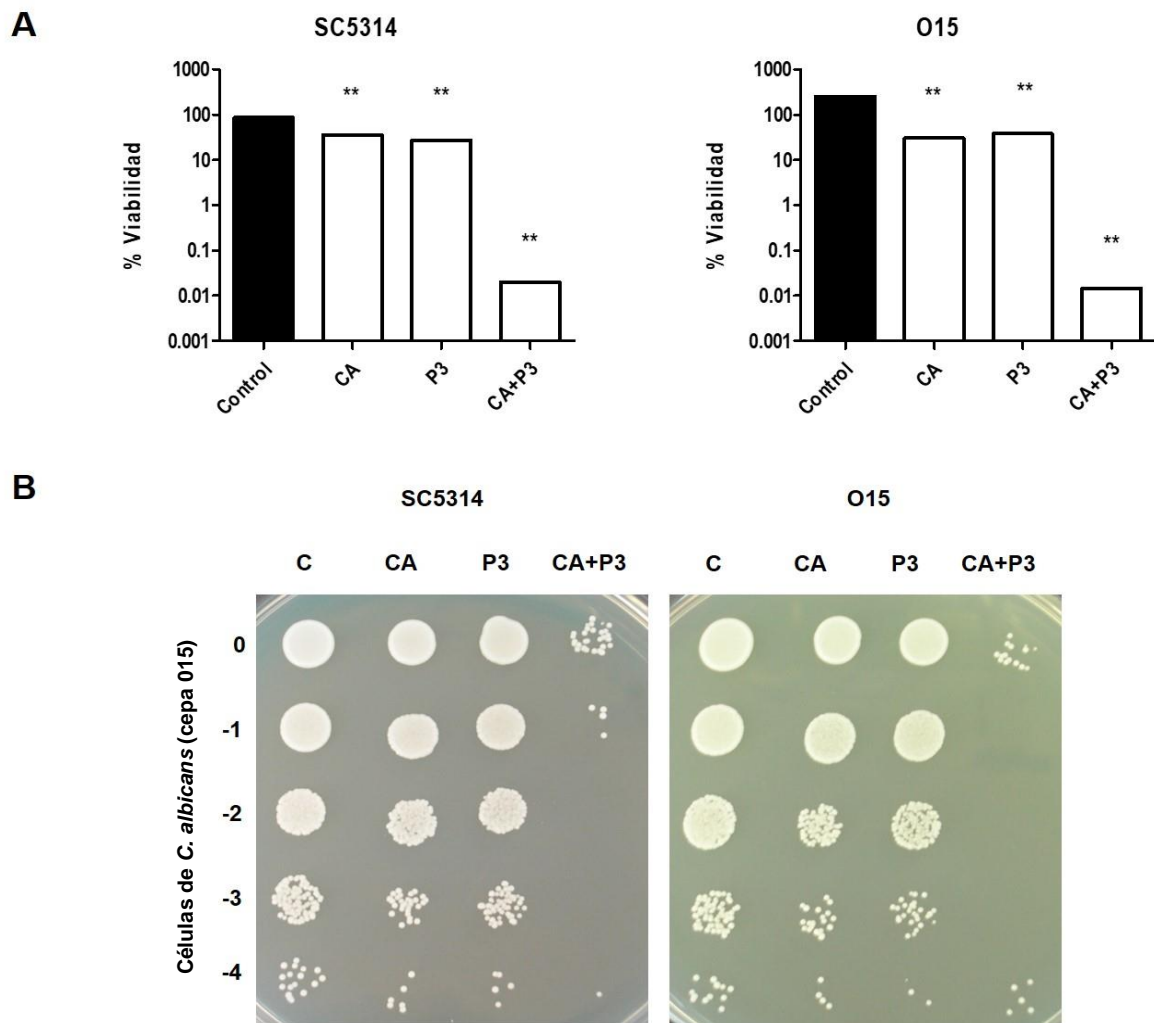 A
SC5314
O15
% Viabilidad
1000
100
10
1
0.1
0.01
0.001
**
**
**
Control
CA
P3
CA+P3
% Viabilidad
1000
100
10
1
0.1
0.01
0.001
**
**
**
Control
CA
P3
CA+P3
B
SC5314
O15
C CA P3 CA+P3
C CA P3 CA+P3
Células de C. albicans (cepa 015)
0
-1
-2
-3
-4